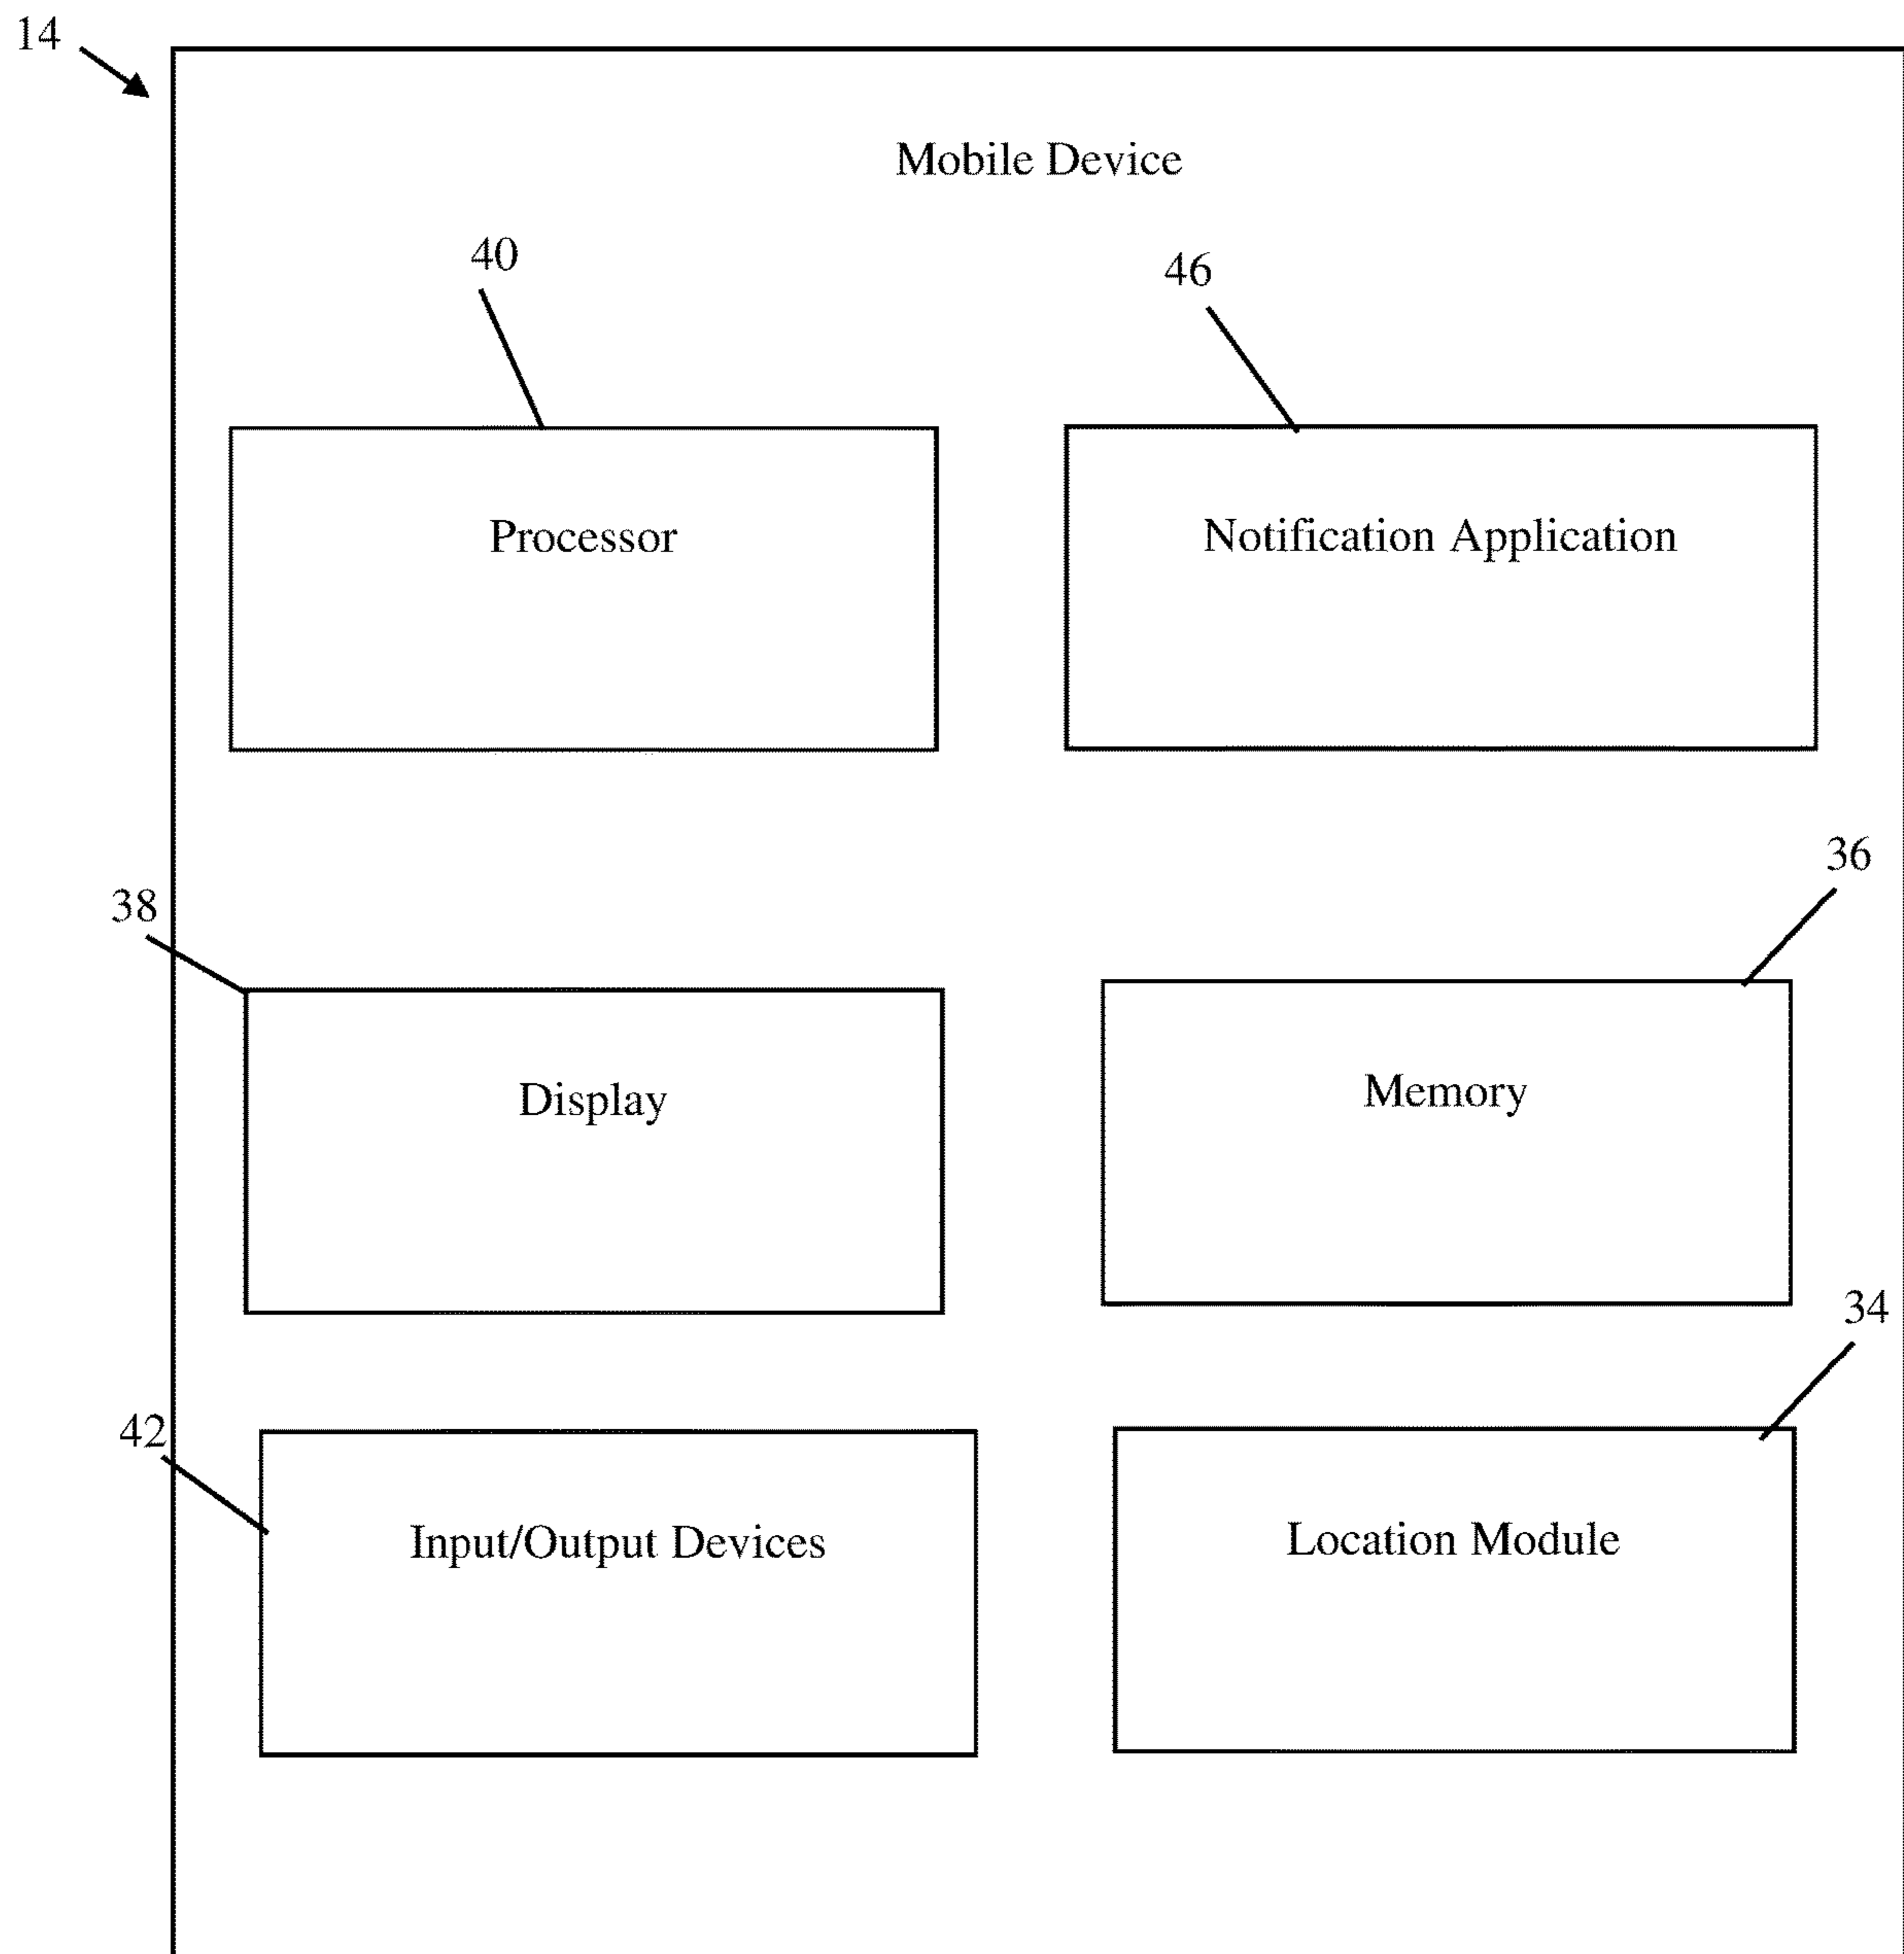 14
Mobile Device
40
46
Processor
Notification Application
38
36
Display
Memory
42
34
Input/Output Devices
Location Module